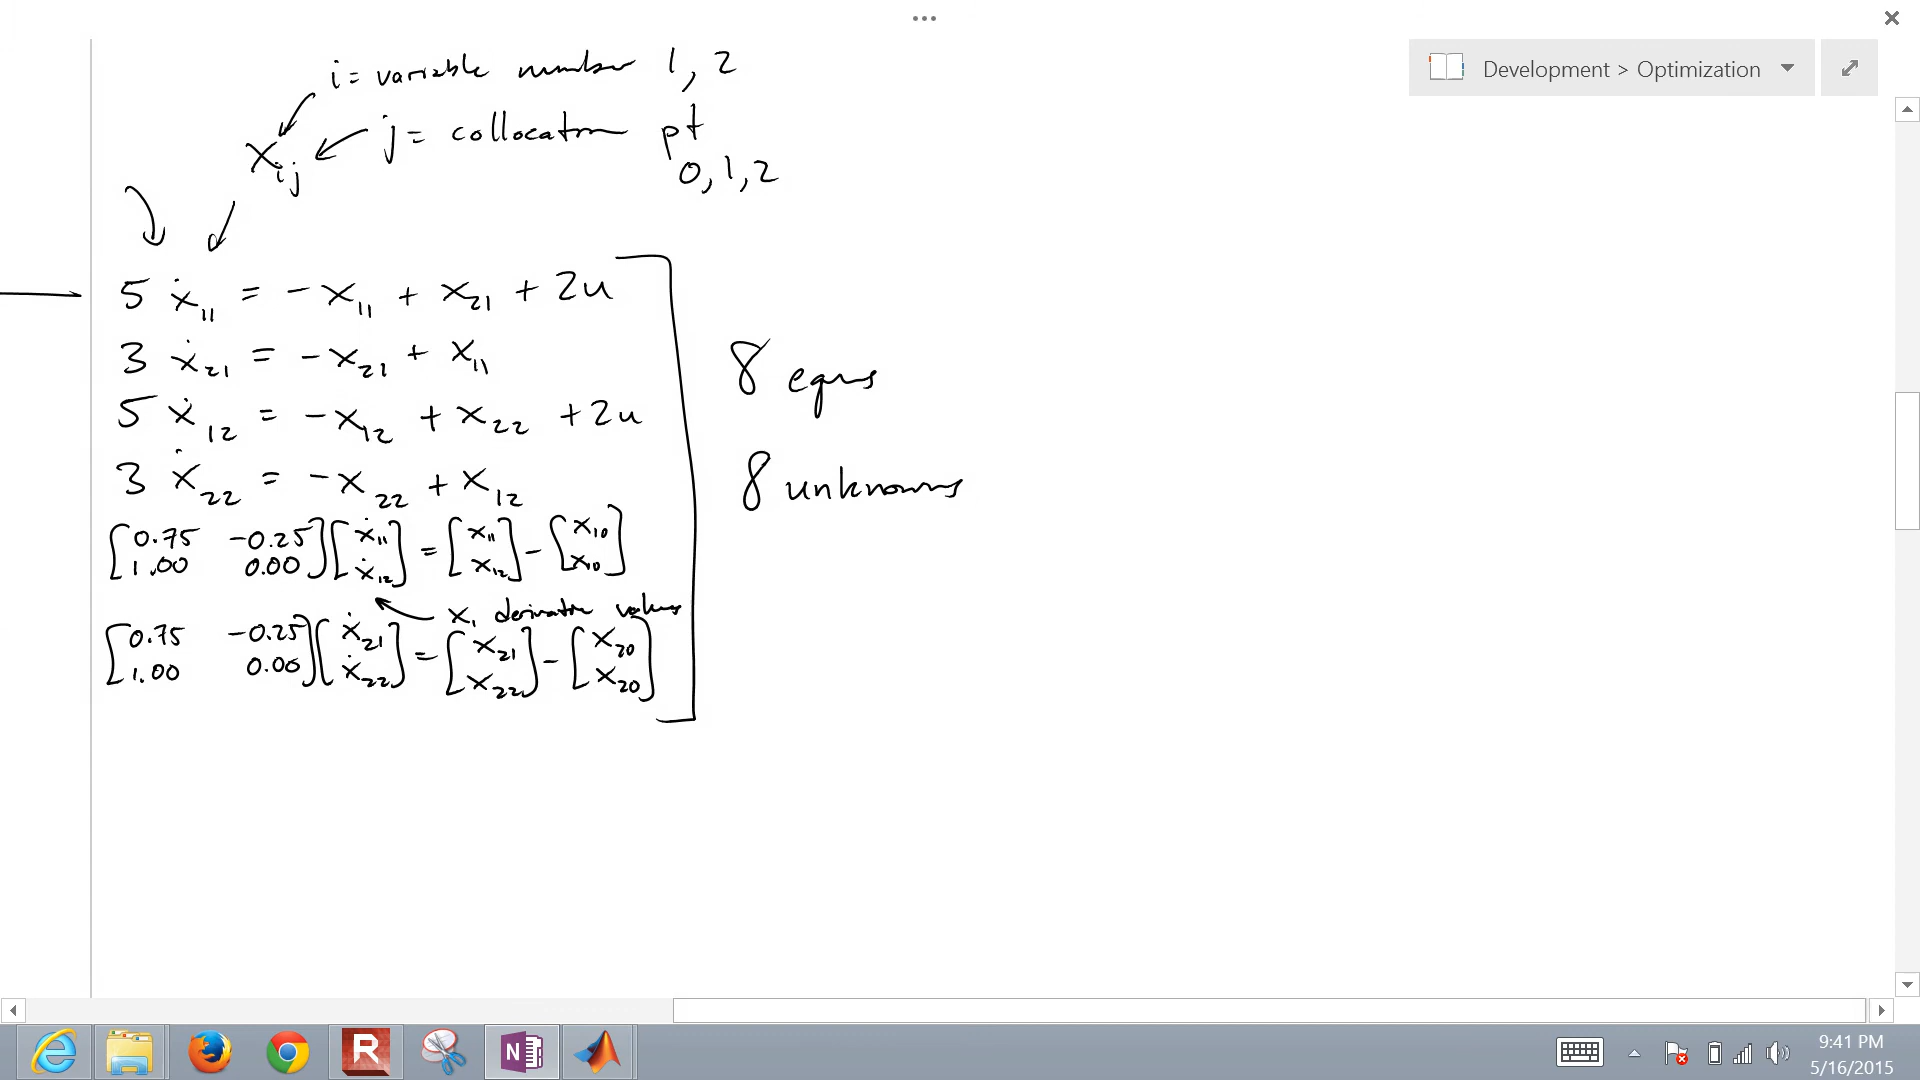 Development > Optimization
i = variable number 1, 2
j = collocation pt
0, 1, 2
xᵢⱼ
5 ẋ₁₁ = - x₁₁ + x₂₁ + 2u
3 ẋ₂₁ = - x₂₁ + x₁₁
5 ẋ₁₂ = - x₁₂ + x₂₂ + 2u
3 ẋ₂₂ = - x₂₂ + x₁₂
8 eqns
8 unknowns
[0.75 -0.25; 1.00 0.00] [ẋ₁₁; ẋ₁₂] = [x₁₁; x₁₂] - [x₁₀; x₁₀]
x₁ derivative values
[0.75 -0.25; 1.00 0.00] [ẋ₂₁; ẋ₂₂] = [x₂₁; x₂₂] - [x₂₀; x₂₀]
9:41 PM
5/16/2015